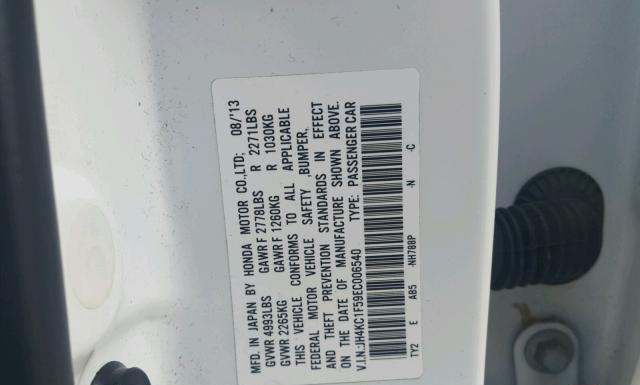 MFD. IN JAPAN BY HONDA MOTOR CO.,LTD; 08/'13
GVWR 4993LBS GAWR F 2778LBS R 2271LBS
GVWR 2265KG GAWR F 1260KG R 1030KG
THIS VEHICLE CONFORMS TO ALL APPLICABLE
FEDERAL MOTOR VEHICLE SAFETY ,BUMPER,
AND THEFT PREVENTION STANDARDS IN EFFECT
ON THE DATE OF MANUFACTURE SHOWN ABOVE.
V.I.N.:JH4KC1F59EC006540 TYPE: PASSENGER CAR
TY2 E AB5 -NH788P -N -C